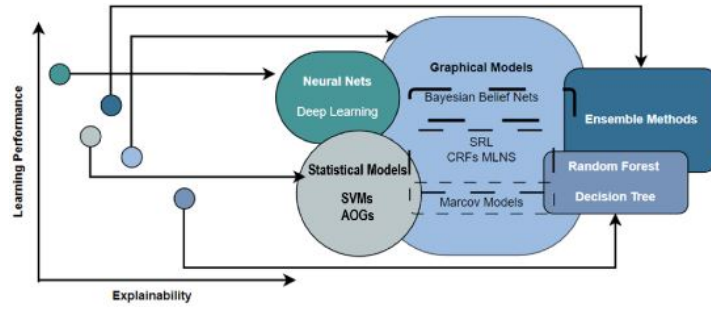 Learning Performance
Explainability
Neural Nets
Deep Learning
Statistical Models
SVMs
AOGs
Graphical Models
Bayesian Belief Nets
SRL
CRFs MLNS
Marcov Models
Ensemble Methods
Random Forest
Decision Tree